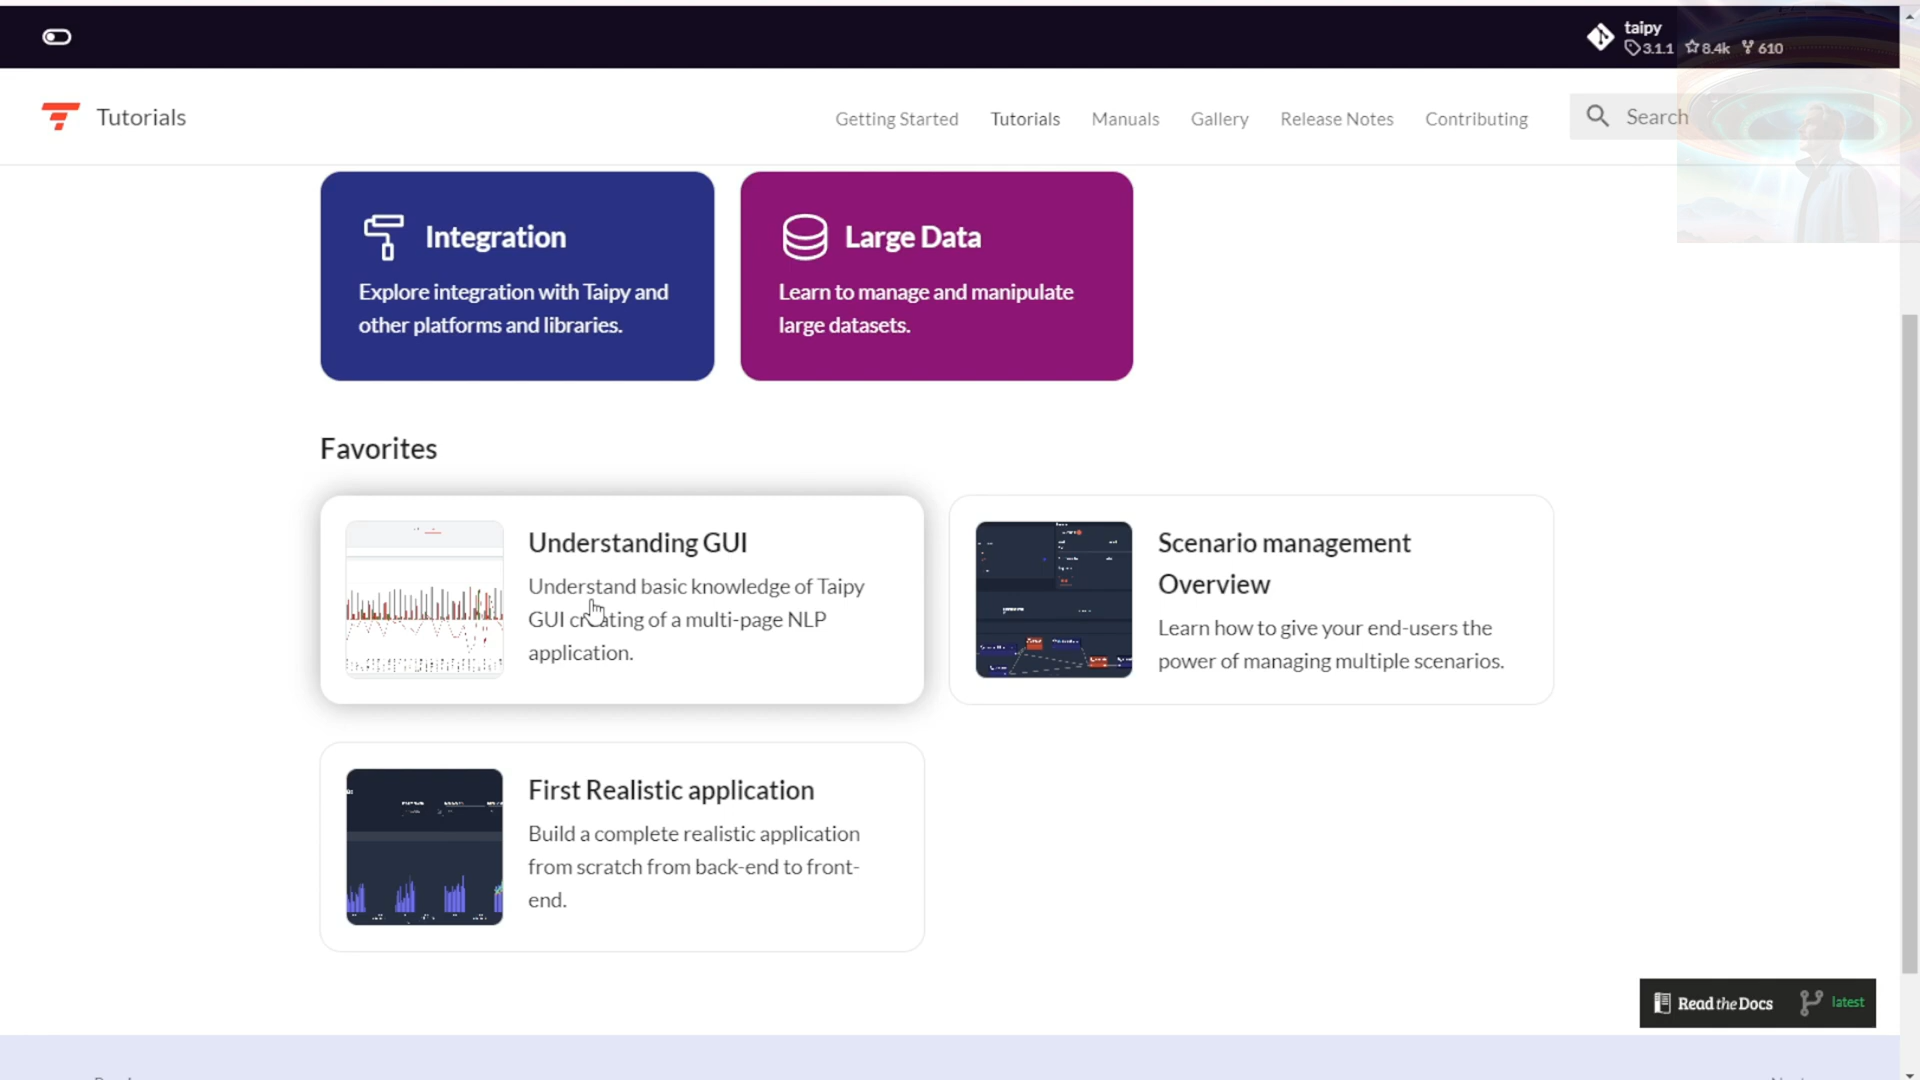 taipy
3.1.1 8.4k 610
Tutorials
Getting Started Tutorials Manuals Gallery Release Notes Contributing
Search
Integration
Explore integration with Taipy and
other platforms and libraries.
Large Data
Learn to manage and manipulate
large datasets.
Favorites
Understanding GUI
Understand basic knowledge of Taipy
GUI creating of a multi-page NLP
application.
Scenario management
Overview
Learn how to give your end-users the
power of managing multiple scenarios.
First Realistic application
Build a complete realistic application
from scratch from back-end to front-
end.
Read the Docs latest